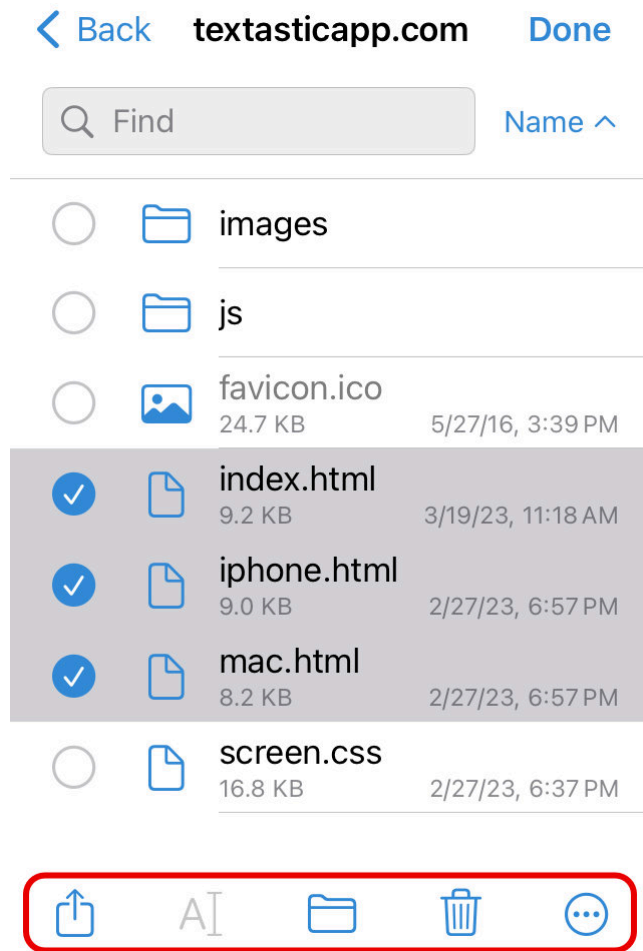 Back textasticapp.com Done
Find Name
images
js
favicon.ico
24.7 KB 5/27/16, 3:39 PM
index.html
9.2 KB 3/19/23, 11:18 AM
iphone.html
9.0 KB 2/27/23, 6:57 PM
mac.html
8.2 KB 2/27/23, 6:57 PM
screen.css
16.8 KB 2/27/23, 6:37 PM
A